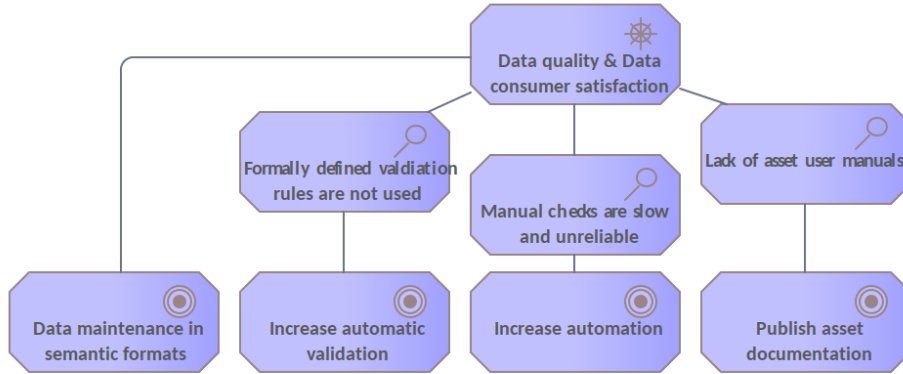 Data quality & Data
consumer satisfaction
Formally defined valdiation
rules are not used
Lack of asset user manuals
Manual checks are slow
and unreliable
Data maintenance in
semantic formats
Increase automatic
validation
Increase automation
Publish asset
documentation